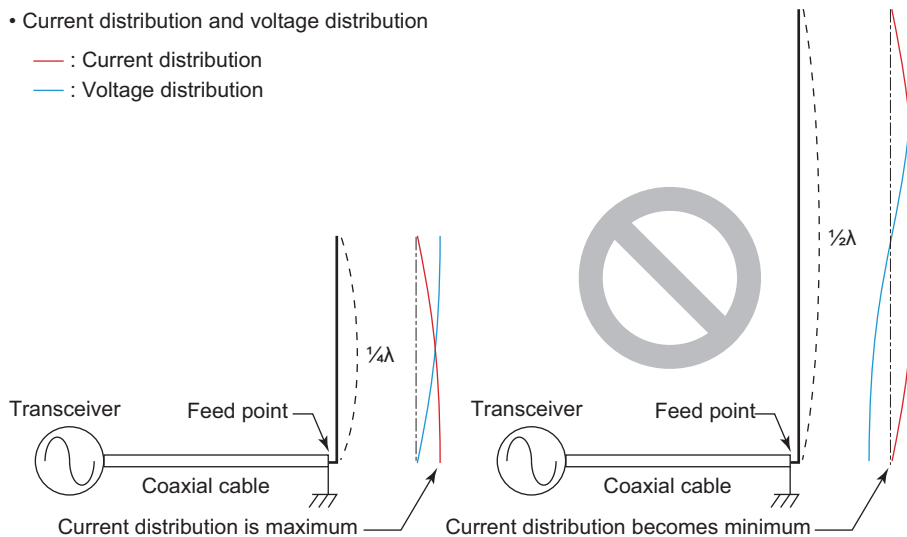 • Current distribution and voltage distribution
: Current distribution
: Voltage distribution
¼λ
Transceiver
Feed point
Coaxial cable
Current distribution is maximum
½λ
Transceiver
Feed point
Coaxial cable
Current distribution becomes minimum